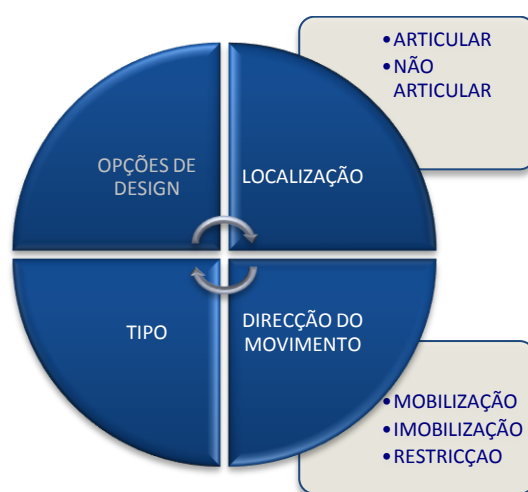 • ARTICULAR
• NÃO
ARTICULAR
OPÇÕES DE
DESIGN
LOCALIZAÇÃO
TIPO
DIRECÇÃO DO
MOVIMENTO
• MOBILIZAÇÃO
• IMOBILIZAÇÃO
• RESTRICÇAO